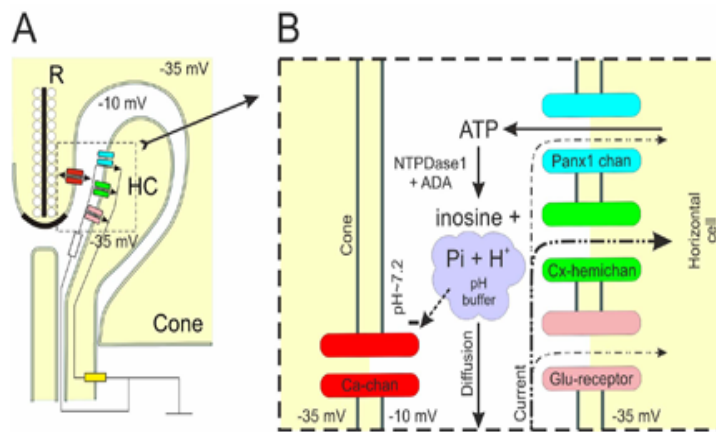 A
R
-35 mV
-10 mV
HC
-35 mV
Cone
B
ATP
NTPDase1
+ ADA
inosine +
Pi + H⁺
pH
buffer
Cone
pH~7.2
Ca-chan
Diffusion
Current
Panx1 chan
Cx-hemichan
Glu-receptor
Horizontal
cell
-35 mV
-10 mV
-35 mV